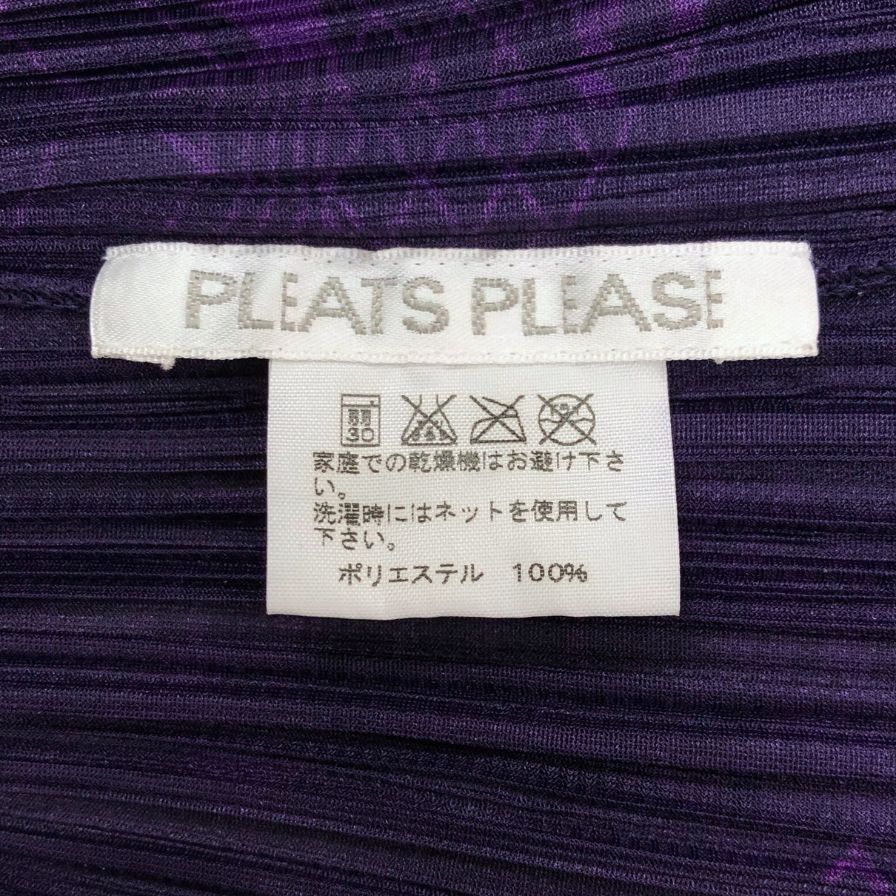 PLEATS PLEASE
弱
30
家庭での乾燥機はお避け下さ
い。
洗濯時にはネットを使用して
下さい。
ポリエステル 100%